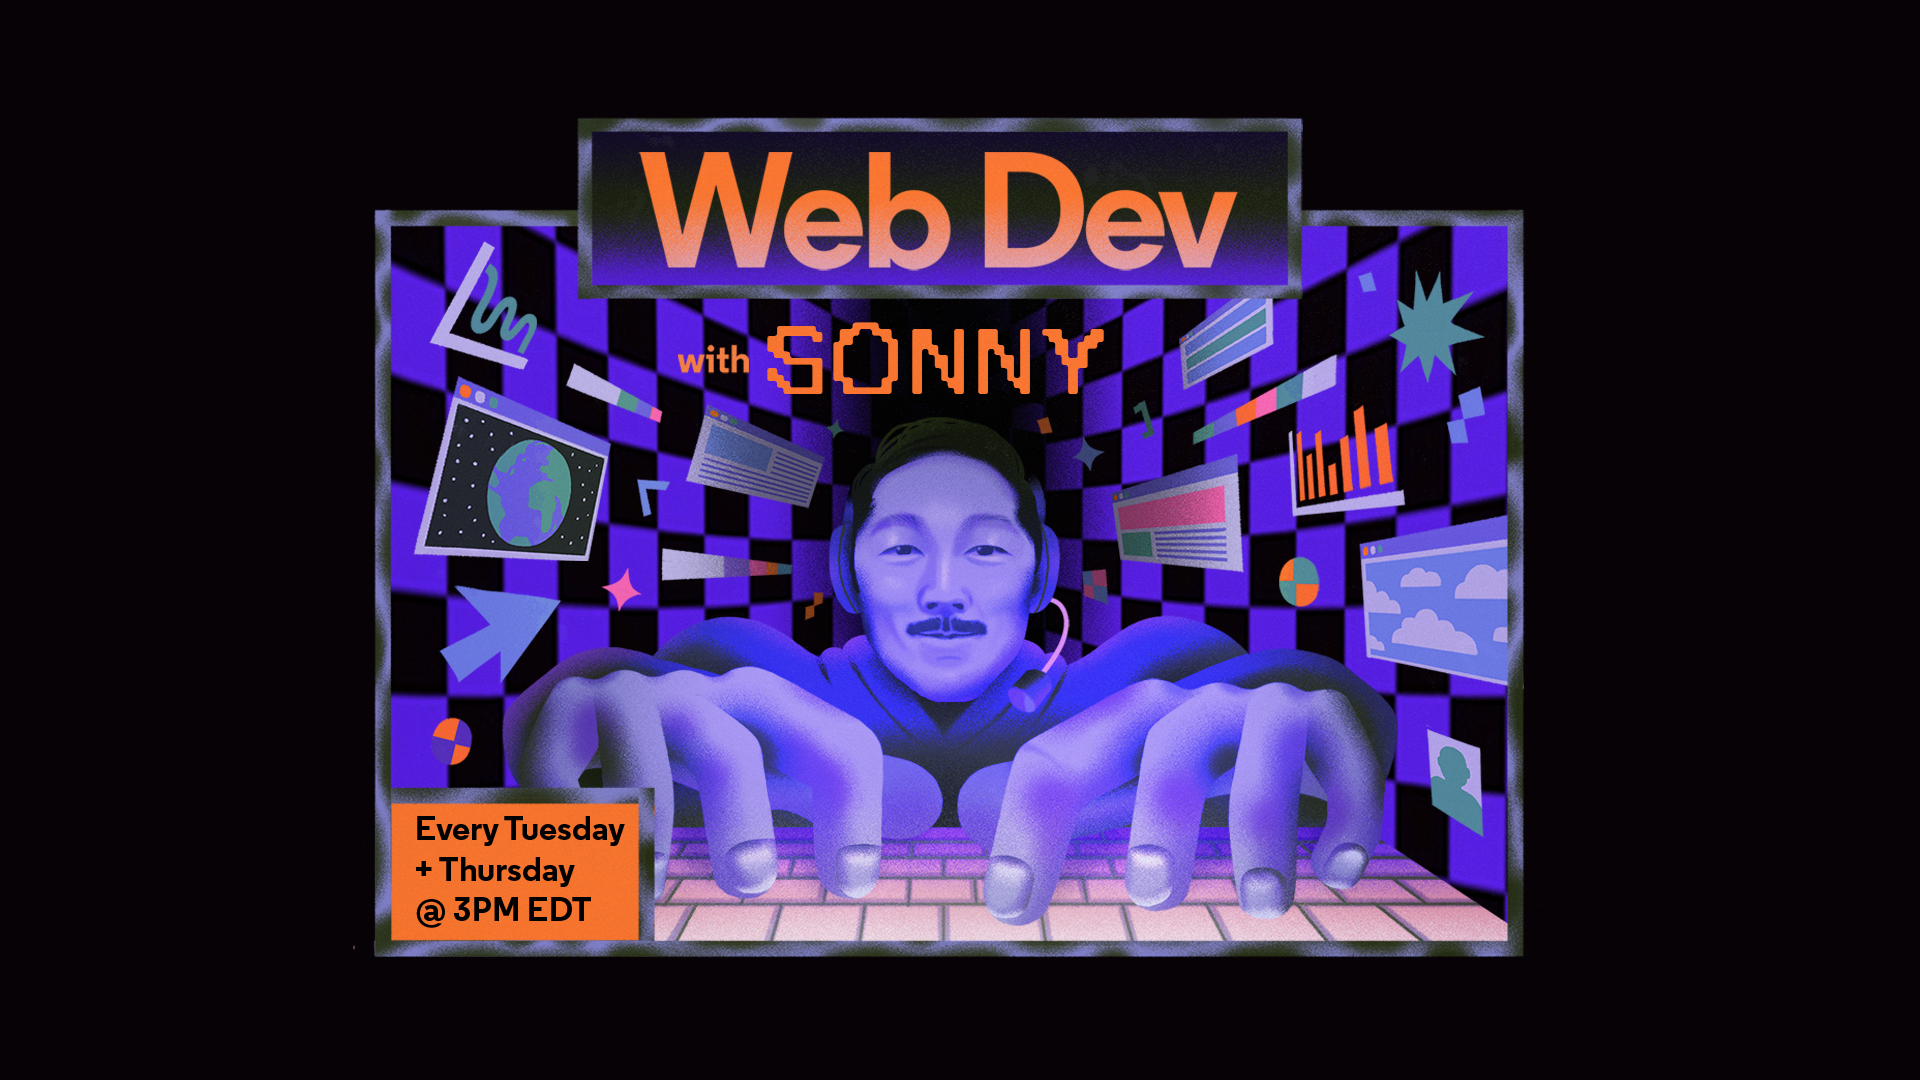 Web Dev
with SONNY
Every Tuesday
+ Thursday
@ 3PM EDT